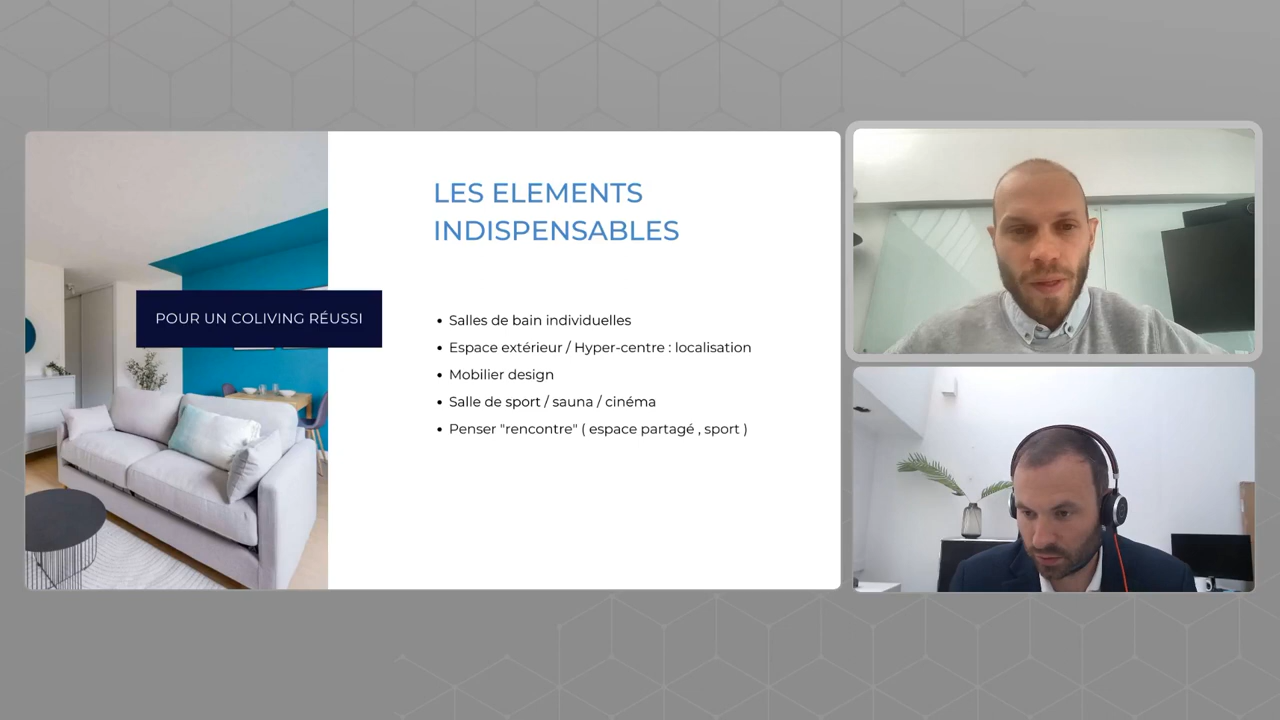 LES ELEMENTS
INDISPENSABLES
POUR UN COLIVING RÉUSSI
• Salles de bain individuelles
• Espace extérieur / Hyper-centre : localisation
• Mobilier design
• Salle de sport / sauna / cinéma
• Penser "rencontre" ( espace partagé , sport )